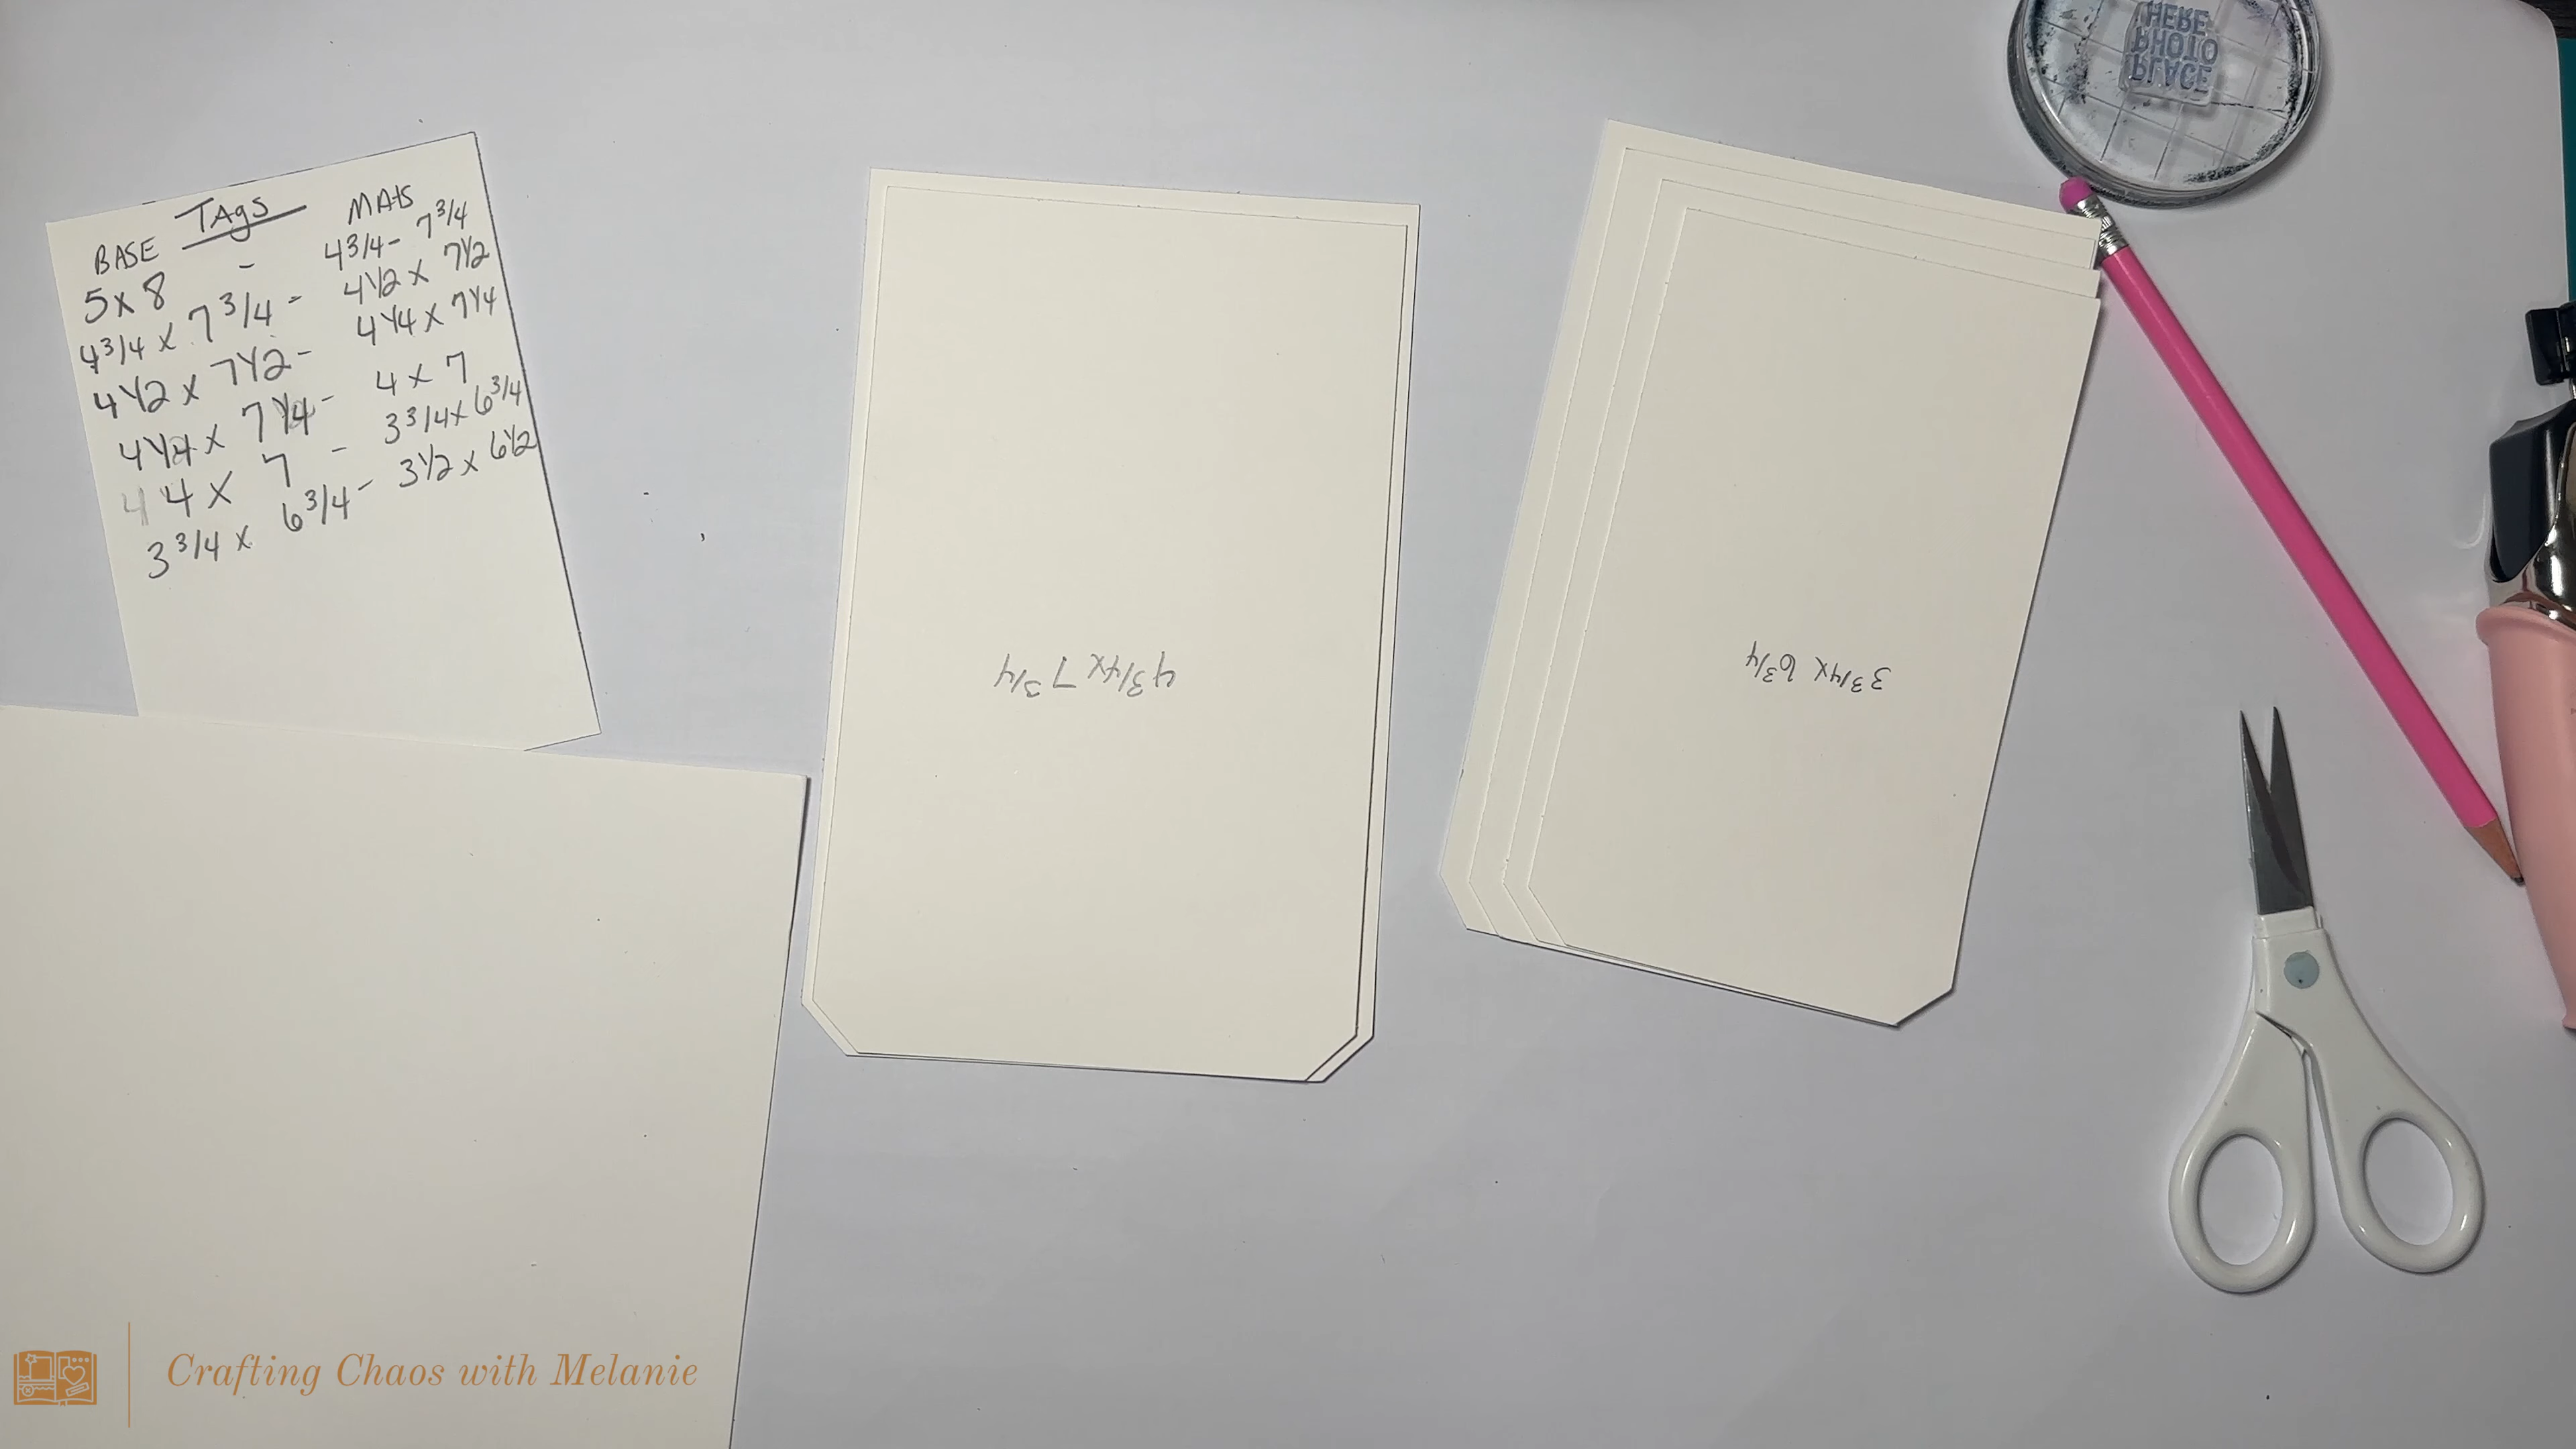 TAgS
BASE MAtS
5 x 8 - 4 3/4 - 7 3/4
4 3/4 x 7 3/4 - 4 1/2 x 7 1/2
4 1/2 x 7 1/2 - 4 1/4 x 7 1/4
4 1/4 x 7 1/4 - 4 x 7
4 4 x 7 - 3 3/4 x 6 3/4
3 3/4 x 6 3/4 - 3 1/2 x 6 1/2
4 3/4 x 7 3/4
3 3/4 x 6 3/4
PLACE
PHOTO
HERE
Crafting Chaos with Melanie